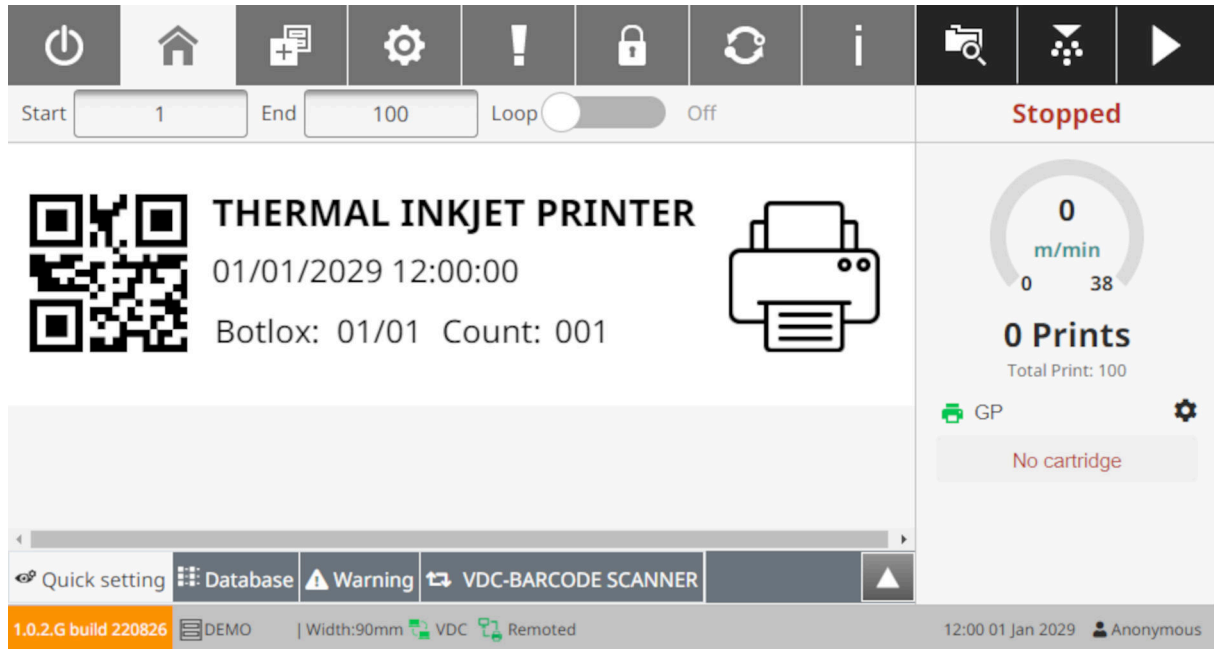 Start 1 End 100 Loop Off
Stopped
THERMAL INKJET PRINTER
01/01/2029 12:00:00
Botlox: 01/01 Count: 001
0
m/min
0 38
0 Prints
Total Print: 100
GP
No cartridge
Quick setting Database Warning VDC-BARCODE SCANNER
1.0.2.G build 220826 DEMO | Width:90mm VDC Remoted 12:00 01 Jan 2029 Anonymous